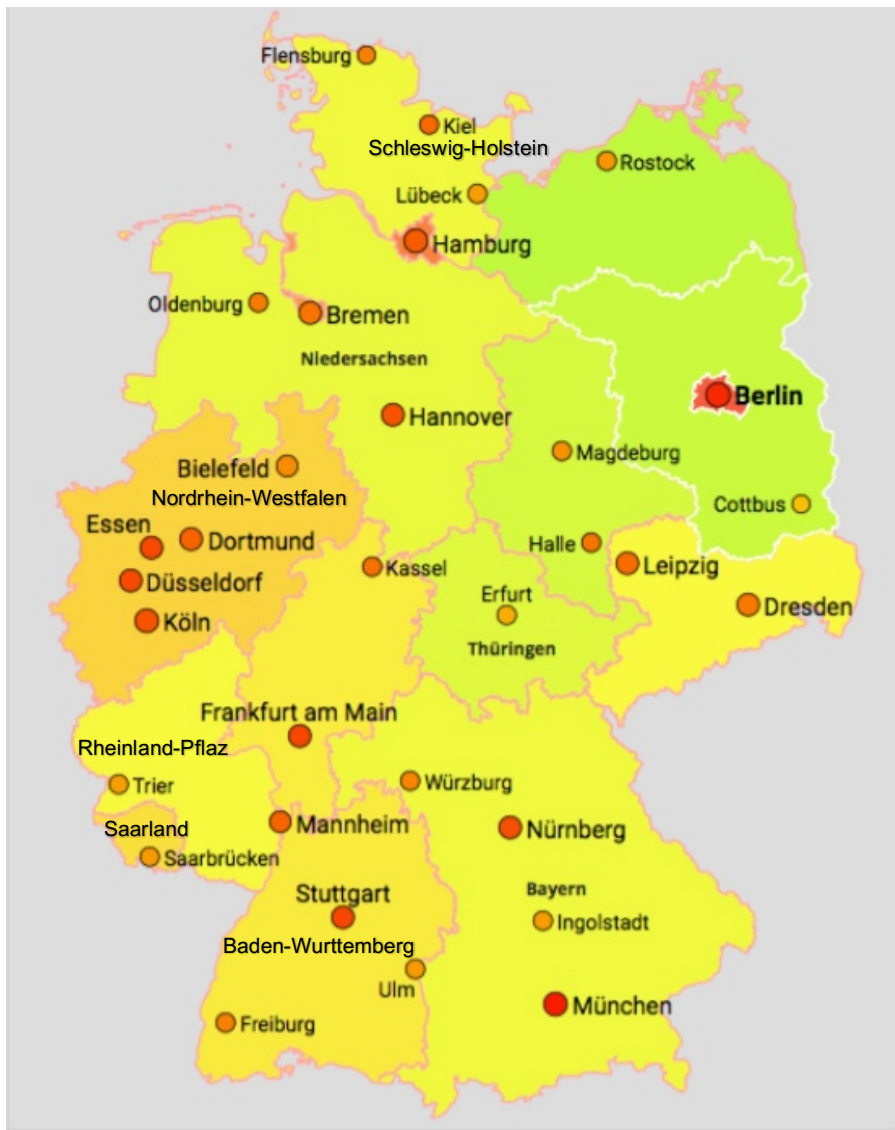 Flensburg
Kiel
Schleswig-Holstein
Rostock
Lübeck
Hamburg
Oldenburg
Bremen
Niedersachsen
Berlin
Hannover
Magdeburg
Bielefeld
Nordrhein-Westfalen
Cottbus
Essen
Dortmund
Halle
Leipzig
Kassel
Düsseldorf
Erfurt
Dresden
Köln
Thüringen
Frankfurt am Main
Rheinland-Pflaz
Trier
Würzburg
Saarland
Mannheim
Nürnberg
Saarbrücken
Stuttgart
Bayern
Ingolstadt
Baden-Wurttemberg
Ulm
München
Freiburg